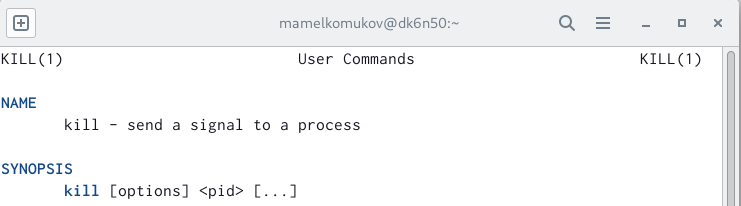 mamelkomukov@dk6n50:~
KILL(1) User Commands KILL(1)
NAME
kill - send a signal to a process
SYNOPSIS
kill [options] <pid> [...]